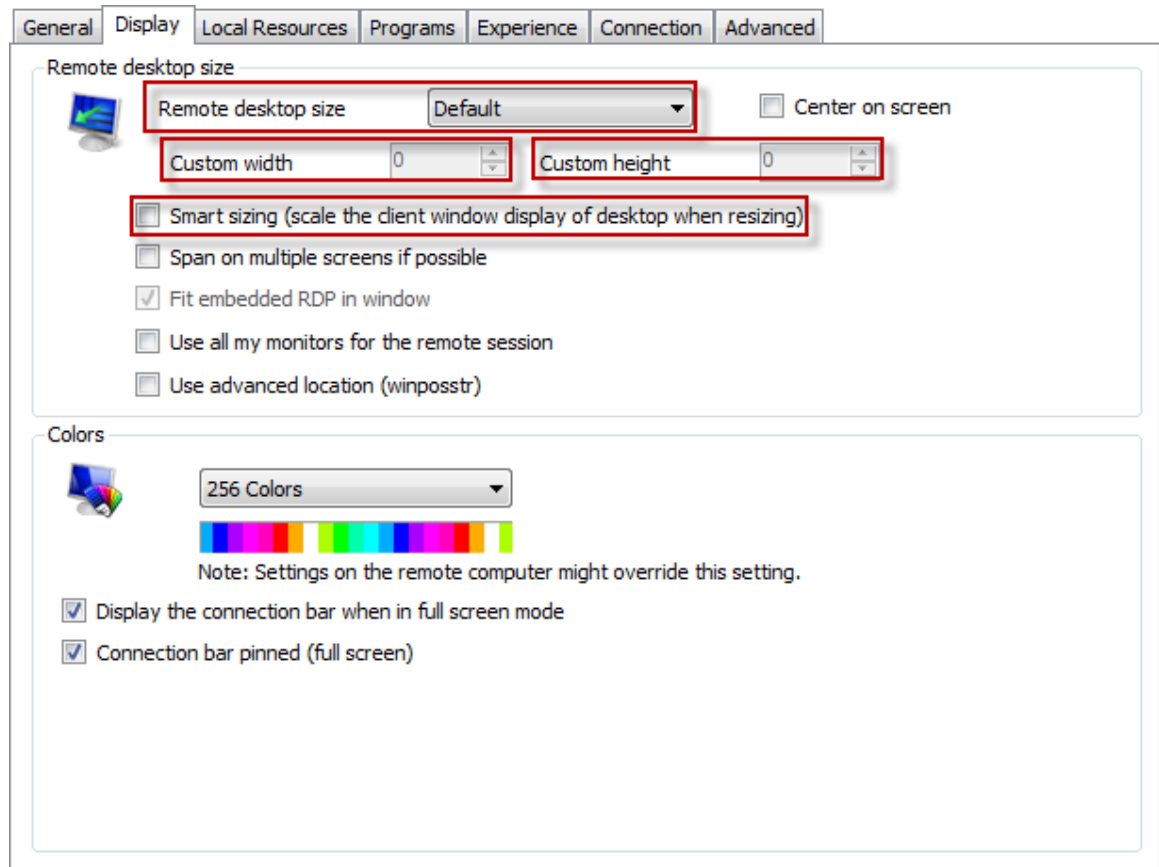 General Display Local Resources Programs Experience Connection Advanced
Remote desktop size
Remote desktop size Default Center on screen
Custom width 0 Custom height 0
Smart sizing (scale the client window display of desktop when resizing)
Span on multiple screens if possible
Fit embedded RDP in window
Use all my monitors for the remote session
Use advanced location (winposstr)
Colors
256 Colors
Note: Settings on the remote computer might override this setting.
Display the connection bar when in full screen mode
Connection bar pinned (full screen)